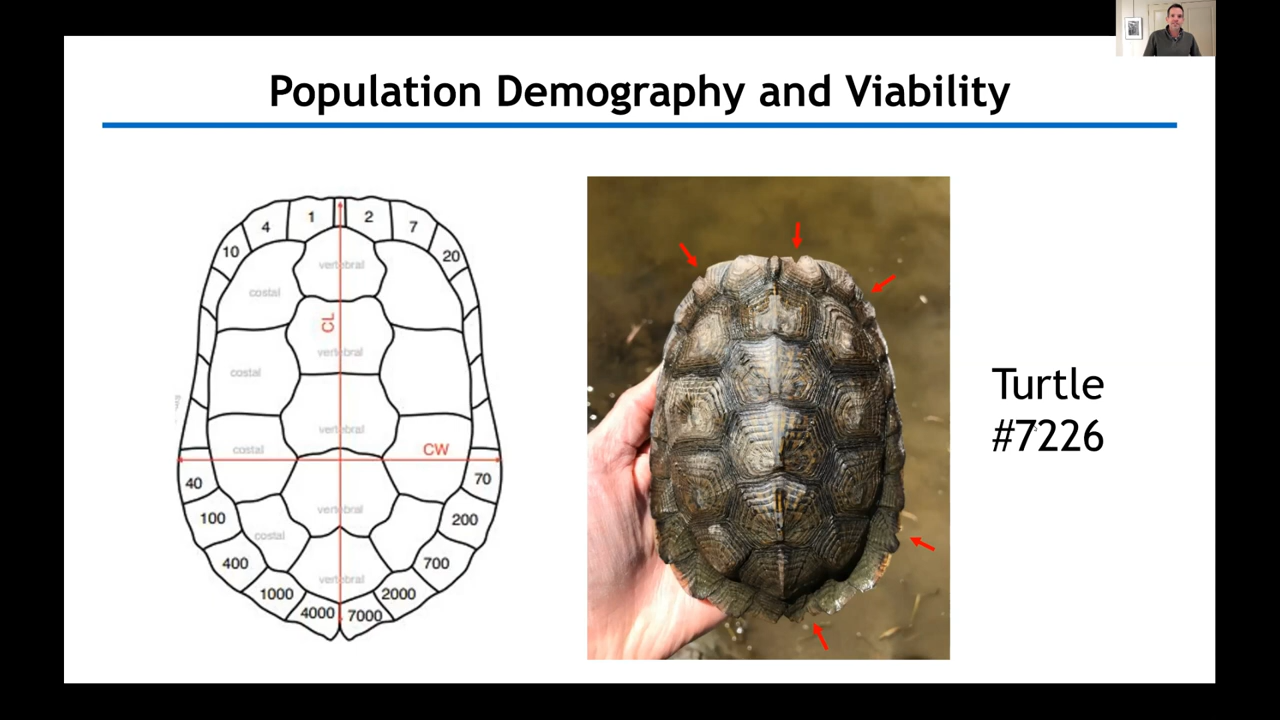 Population Demography and Viability
1 2
4 7
10 20
vertebral
costal
CL
vertebral
costal
vertebral
costal
CW
40 70
100 200
vertebral
costal
400 700
vertebral
1000 2000
4000 7000
Turtle
#7226